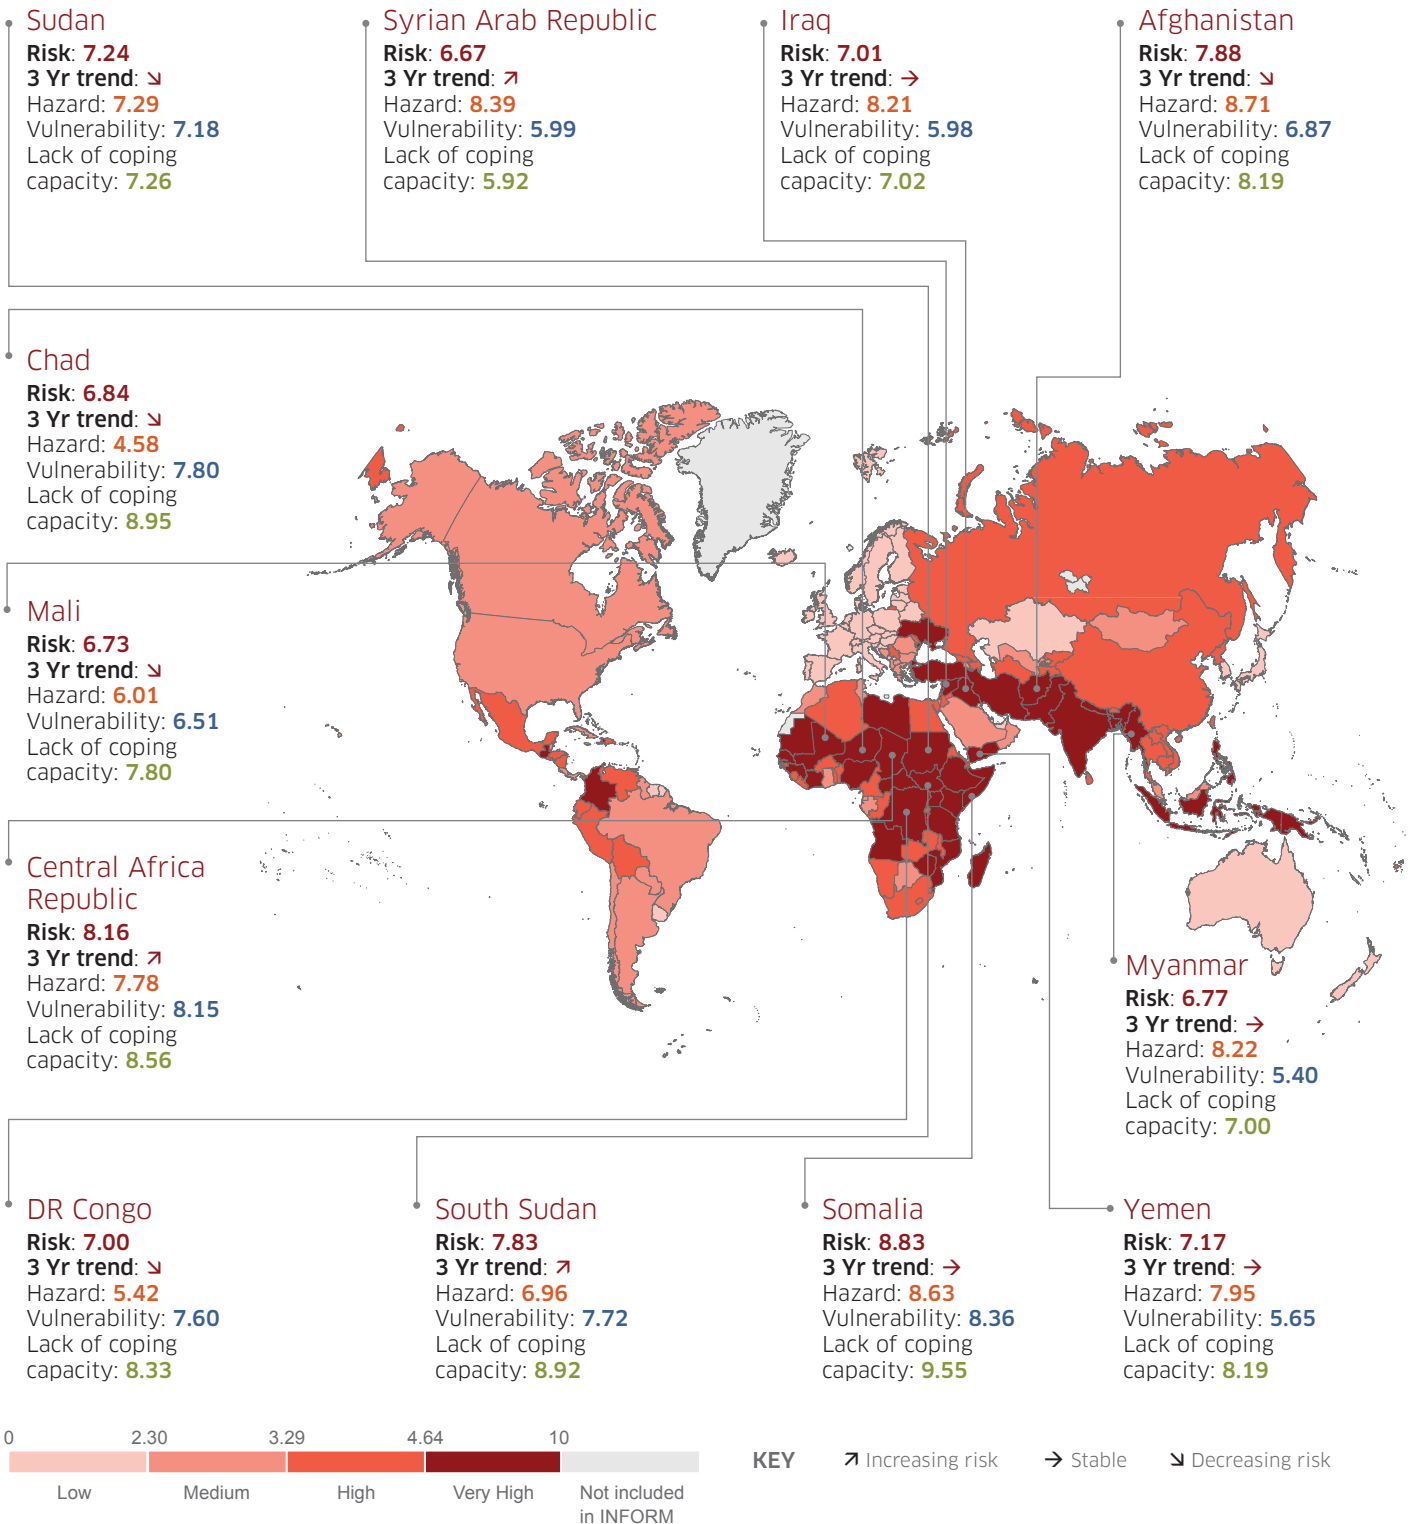 Sudan
Risk: 7.24
3 Yr trend: ↘
Hazard: 7.29
Vulnerability: 7.18
Lack of coping
capacity: 7.26
Syrian Arab Republic
Risk: 6.67
3 Yr trend: ↗
Hazard: 8.39
Vulnerability: 5.99
Lack of coping
capacity: 5.92
Iraq
Risk: 7.01
3 Yr trend: →
Hazard: 8.21
Vulnerability: 5.98
Lack of coping
capacity: 7.02
Afghanistan
Risk: 7.88
3 Yr trend: ↘
Hazard: 8.71
Vulnerability: 6.87
Lack of coping
capacity: 8.19
Chad
Risk: 6.84
3 Yr trend: ↘
Hazard: 4.58
Vulnerability: 7.80
Lack of coping
capacity: 8.95
Mali
Risk: 6.73
3 Yr trend: ↘
Hazard: 6.01
Vulnerability: 6.51
Lack of coping
capacity: 7.80
Central Africa
Republic
Risk: 8.16
3 Yr trend: ↗
Hazard: 7.78
Vulnerability: 8.15
Lack of coping
capacity: 8.56
Myanmar
Risk: 6.77
3 Yr trend: →
Hazard: 8.22
Vulnerability: 5.40
Lack of coping
capacity: 7.00
DR Congo
Risk: 7.00
3 Yr trend: ↘
Hazard: 5.42
Vulnerability: 7.60
Lack of coping
capacity: 8.33
South Sudan
Risk: 7.83
3 Yr trend: ↗
Hazard: 6.96
Vulnerability: 7.72
Lack of coping
capacity: 8.92
Somalia
Risk: 8.83
3 Yr trend: →
Hazard: 8.63
Vulnerability: 8.36
Lack of coping
capacity: 9.55
Yemen
Risk: 7.17
3 Yr trend: →
Hazard: 7.95
Vulnerability: 5.65
Lack of coping
capacity: 8.19
0 2.30 3.29 4.64 10
Low Medium High Very High Not included
in INFORM
KEY ↗ Increasing risk → Stable ↘ Decreasing risk